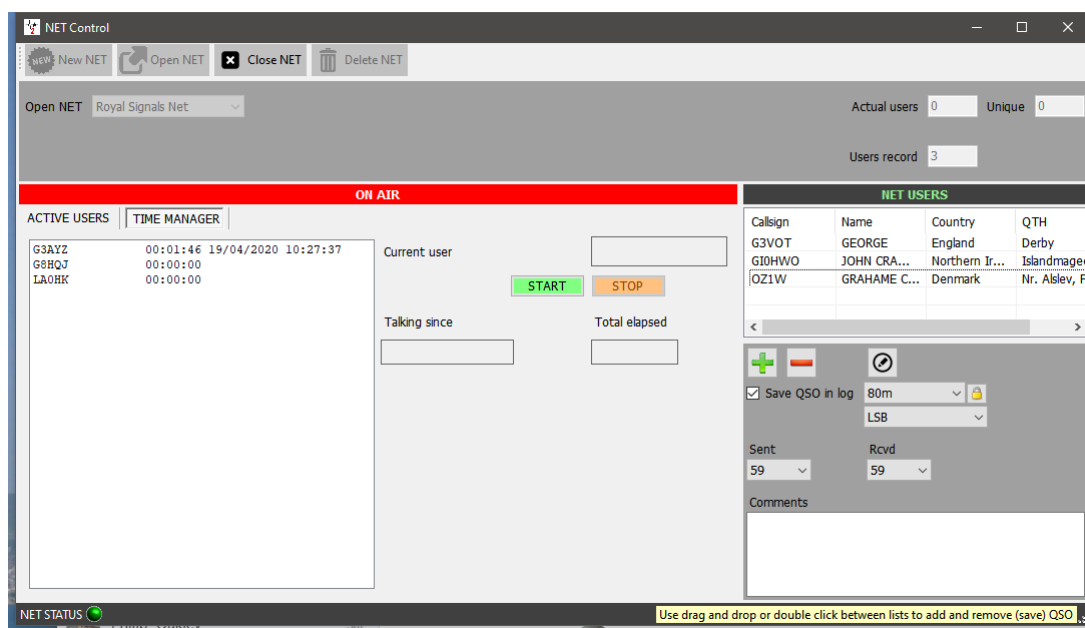 NET Control
NEW New NET Open NET Close NET Delete NET
Open NET Royal Signals Net Actual users 0 Unique 0
Users record 3
ON AIR NET USERS
ACTIVE USERS TIME MANAGER
Callsign Name Country QTH
G3VOT GEORGE England Derby
GI0HWO JOHN CRA... Northern Ir... Islandmagee
OZ1W GRAHAME C... Denmark Nr. Alslev, F
G3AYZ 00:01:46 19/04/2020 10:27:37
G8HQJ 00:00:00
LA0HK 00:00:00
Current user
START STOP
Talking since Total elapsed
Save QSO in log 80m
LSB
Sent Rcvd
59 59
Comments
NET STATUS
Use drag and drop or double click between lists to add and remove (save) QSO